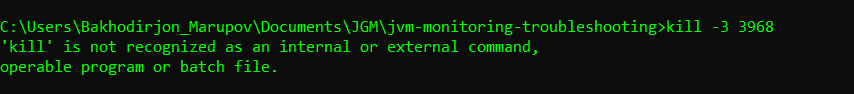 C:\Users\Bakhodirjon_Marupov\Documents\JGM\jvm-monitoring-troubleshooting>kill -3 3968
'kill' is not recognized as an internal or external command,
operable program or batch file.